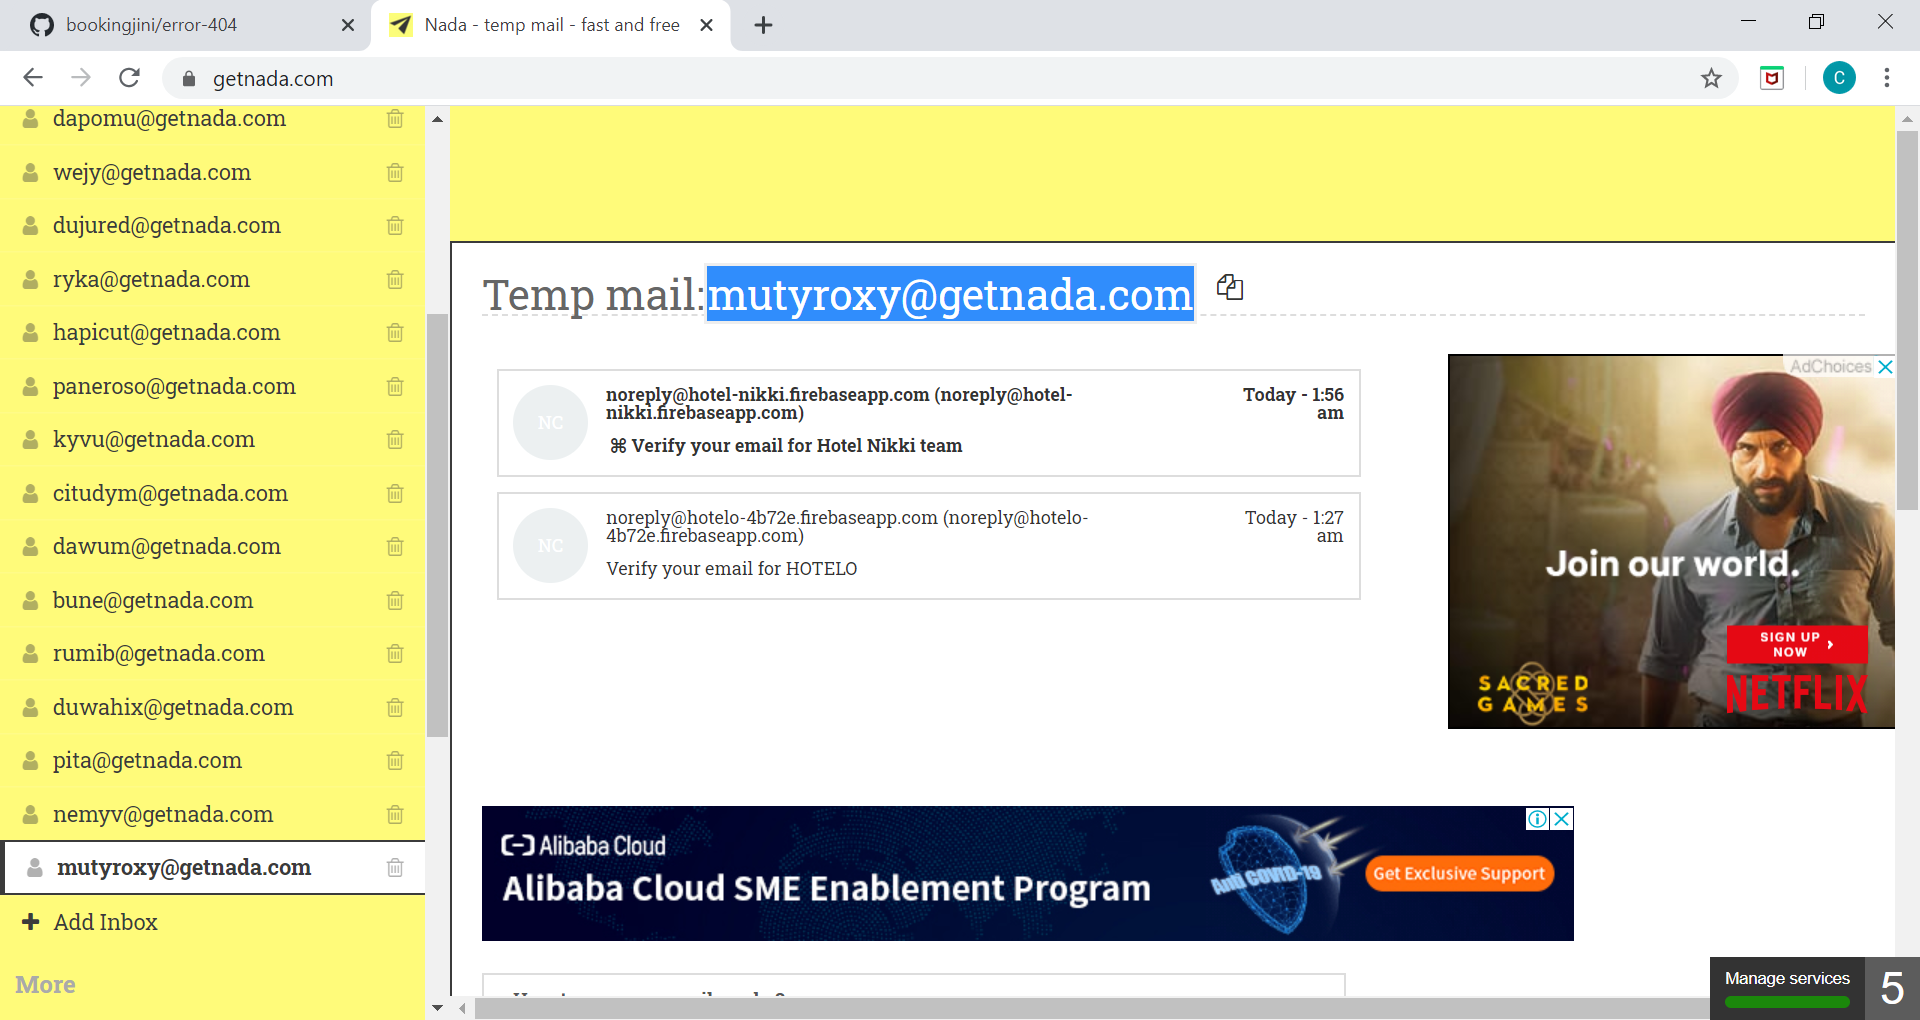 bookingjini/error-404
Nada - temp mail - fast and free
getnada.com
C
dapomu@getnada.com
wejy@getnada.com
dujured@getnada.com
ryka@getnada.com
hapicut@getnada.com
paneroso@getnada.com
kyvu@getnada.com
citudym@getnada.com
dawum@getnada.com
bune@getnada.com
rumib@getnada.com
duwahix@getnada.com
pita@getnada.com
nemyv@getnada.com
mutyroxy@getnada.com
Add Inbox
More
Temp mail:mutyroxy@getnada.com
NC
noreply@hotel-nikki.firebaseapp.com (noreply@hotel-
nikki.firebaseapp.com)
Today - 1:56
am
⌘ Verify your email for Hotel Nikki team
NC
noreply@hotelo-4b72e.firebaseapp.com (noreply@hotelo-
4b72e.firebaseapp.com)
Today - 1:27
am
Verify your email for HOTELO
AdChoices
Join our world.
SIGN UP
NOW
SACRED
GAMES
NETFLIX
Alibaba Cloud
Alibaba Cloud SME Enablement Program
Anti COVID-19
Get Exclusive Support
Manage services
5